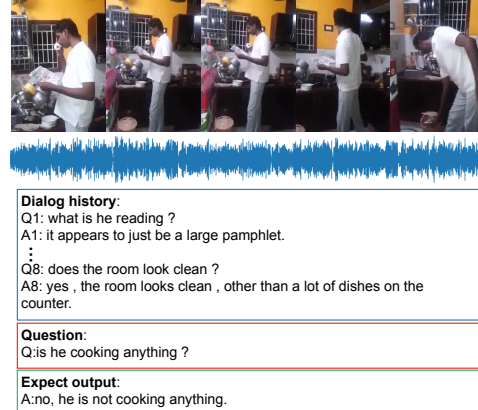 Dialog history:
Q1: what is he reading ?
A1: it appears to just be a large pamphlet.
⋮
Q8: does the room look clean ?
A8: yes , the room looks clean , other than a lot of dishes on the
counter.
Question:
Q:is he cooking anything ?
Expect output:
A:no, he is not cooking anything.